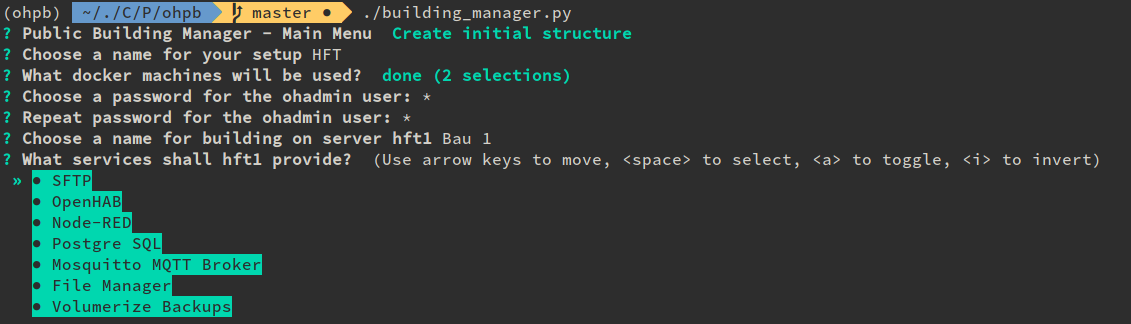 (ohpb) ~/./C/P/ohpb master ● ./building_manager.py
? Public Building Manager - Main Menu Create initial structure
? Choose a name for your setup HFT
? What docker machines will be used? done (2 selections)
? Choose a password for the ohadmin user: *
? Repeat password for the ohadmin user: *
? Choose a name for building on server hft1 Bau 1
? What services shall hft1 provide? (Use arrow keys to move, <space> to select, <a> to toggle, <i> to invert)
» ● SFTP
● OpenHAB
● Node-RED
● Postgre SQL
● Mosquitto MQTT Broker
● File Manager
● Volumerize Backups